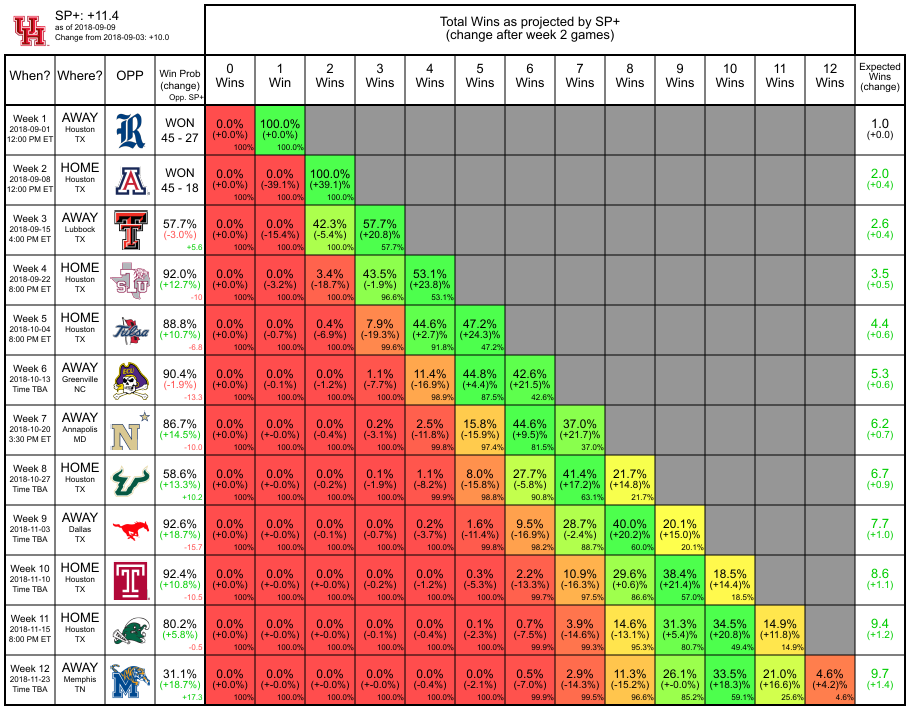 SP+: +11.4
as of 2018-09-09
Change from 2018-09-03: +10.0
Total Wins as projected by SP+
(change after week 2 games)
When? Where? OPP Win Prob (change) Opp. SP+ 0 Wins 1 Win 2 Wins 3 Wins 4 Wins 5 Wins 6 Wins 7 Wins 8 Wins 9 Wins 10 Wins 11 Wins 12 Wins Expected Wins (change)
Week 1 AWAY WON 0.0% 100.0% 1.0
2018-09-01 Houston 45 - 27 (+0.0%) (+0.0%) (+0.0)
12:00 PM ET TX 100% 100.0%
Week 2 HOME WON 0.0% 0.0% 100.0% 2.0
2018-09-08 Houston 45 - 18 (+0.0%) (-39.1%) (+39.1)% (+0.4)
12:00 PM ET TX 100% 100.0% 100.0%
Week 3 AWAY 57.7% 0.0% 0.0% 42.3% 57.7% 2.6
2018-09-15 Lubbock (-3.0%) (+0.0%) (-15.4%) (-5.4%) (+20.8)% (+0.4)
4:00 PM ET TX +5.6 100% 100.0% 100.0% 57.7%
Week 4 HOME 92.0% 0.0% 0.0% 3.4% 43.5% 53.1% 3.5
2018-09-22 Houston (+12.7%) (+0.0%) (-3.2%) (-18.7%) (-1.9%) (+23.8)% (+0.5)
8:00 PM ET TX -10 100% 100.0% 100.0% 96.6% 53.1%
Week 5 HOME 88.8% 0.0% 0.0% 0.4% 7.9% 44.6% 47.2% 4.4
2018-10-04 Houston (+10.7%) (+0.0%) (-0.7%) (-6.9%) (-19.3%) (+2.7)% (+24.3)% (+0.6)
8:00 PM ET TX -6.8 100% 100.0% 100.0% 99.6% 91.8% 47.2%
Week 6 AWAY 90.4% 0.0% 0.0% 0.0% 1.1% 11.4% 44.8% 42.6% 5.3
2018-10-13 Greenville (-1.9%) (+0.0%) (-0.1%) (-1.2%) (-7.7%) (-16.9%) (+4.4)% (+21.5)% (+0.6)
Time TBA NC -13.3 100% 100.0% 100.0% 100.0% 98.9% 87.5% 42.6%
Week 7 AWAY 86.7% 0.0% 0.0% 0.0% 0.2% 2.5% 15.8% 44.6% 37.0% 6.2
2018-10-20 Annapolis (+14.5%) (+0.0%) (+-0.0%) (-0.4%) (-3.1%) (-11.8%) (-15.9%) (+9.5)% (+21.7)% (+0.7)
3:30 PM ET MD -10.0 100% 100.0% 100.0% 100.0% 99.8% 97.4% 81.5% 37.0%
Week 8 HOME 58.6% 0.0% 0.0% 0.0% 0.1% 1.1% 8.0% 27.7% 41.4% 21.7% 6.7
2018-10-27 Houston (+13.3%) (+0.0%) (+-0.0%) (-0.2%) (-1.9%) (-8.2%) (-15.8%) (-5.8%) (+17.2)% (+14.8)% (+0.9)
Time TBA TX +10.2 100% 100.0% 100.0% 100.0% 99.9% 98.8% 90.8% 63.1% 21.7%
Week 9 AWAY 92.6% 0.0% 0.0% 0.0% 0.0% 0.2% 1.6% 9.5% 28.7% 40.0% 20.1% 7.7
2018-11-03 Dallas (+18.7%) (+0.0%) (+-0.0%) (-0.1%) (-0.7%) (-3.7%) (-11.4%) (-16.9%) (-2.4%) (+20.2)% (+15.0)% (+1.0)
Time TBA TX -15.7 100% 100.0% 100.0% 100.0% 100.0% 99.8% 98.2% 88.7% 60.0% 20.1%
Week 10 HOME 92.4% 0.0% 0.0% 0.0% 0.0% 0.0% 0.3% 2.2% 10.9% 29.6% 38.4% 18.5% 8.6
2018-11-10 Houston (+10.8%) (+0.0%) (+-0.0%) (+-0.0%) (-0.2%) (-1.2%) (-5.3%) (-13.3%) (-16.3%) (+0.6)% (+21.4)% (+14.4)% (+1.1)
Time TBA TX -10.5 100% 100.0% 100.0% 100.0% 100.0% 100.0% 99.7% 97.5% 86.6% 57.0% 18.5%
Week 11 HOME 80.2% 0.0% 0.0% 0.0% 0.0% 0.0% 0.1% 0.7% 3.9% 14.6% 31.3% 34.5% 14.9% 9.4
2018-11-15 Houston (+5.8%) (+0.0%) (+-0.0%) (+-0.0%) (-0.1%) (-0.4%) (-2.3%) (-7.5%) (-14.6%) (-13.1%) (+5.4)% (+20.8)% (+11.8)% (+1.2)
8:00 PM ET TX -0.5 100% 100.0% 100.0% 100.0% 100.0% 100.0% 99.9% 99.3% 95.3% 80.7% 49.4% 14.9%
Week 12 AWAY 31.1% 0.0% 0.0% 0.0% 0.0% 0.0% 0.0% 0.5% 2.9% 11.3% 26.1% 33.5% 21.0% 4.6% 9.7
2018-11-23 Memphis (+18.7%) (+0.0%) (+-0.0%) (+-0.0%) (+-0.0%) (-0.4%) (-2.1%) (-7.9%) (-14.3%) (-15.2%) (+-0.0)% (+18.3)% (+16.6)% (+4.2)% (+1.4)
Time TBA TN +17.3 100% 100.0% 100.0% 100.0% 100.0% 100.0% 99.9% 99.5% 96.6% 85.2% 59.1% 25.6% 4.6%